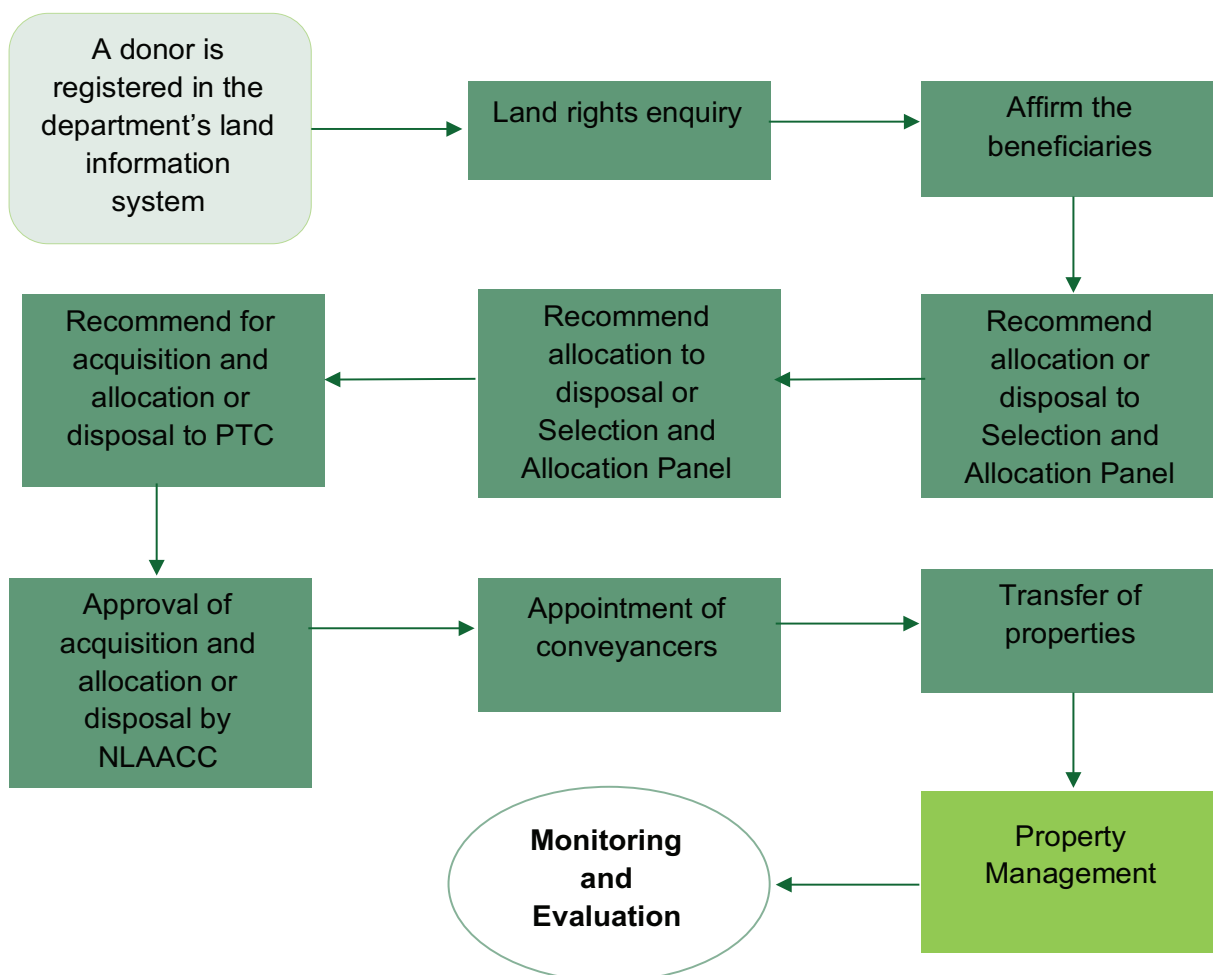 A donor is
registered in the
department’s land
information
system
Land rights enquiry
Affirm the
beneficiaries
Recommend
allocation or
disposal to
Selection and
Allocation Panel
Recommend
allocation to
disposal or
Selection and
Allocation Panel
Recommend for
acquisition and
allocation or
disposal to PTC
Approval of
acquisition and
allocation or
disposal by
NLAACC
Appointment of
conveyancers
Transfer of
properties
Property
Management
Monitoring
and
Evaluation